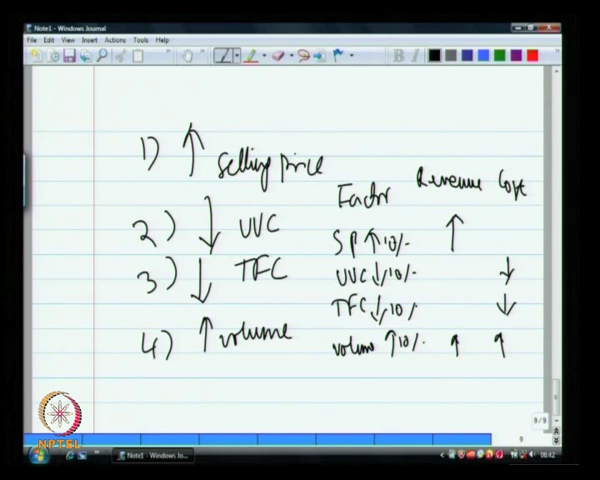 Note1 - Windows Journal
File Edit View Insert Actions Tools Help
1) ↑ Selling price
2) ↓ UVC
3) ↓ TFC
4) ↑ volume
Factor Revenue Cost
SP ↑ 10% ↑
UVC ↓ 10% ↓
TFC ↓ 10% ↓
volume ↑ 10% ↑ ↑
9/9
9
NPTEL
Note1 - Windows Jo...
08:42